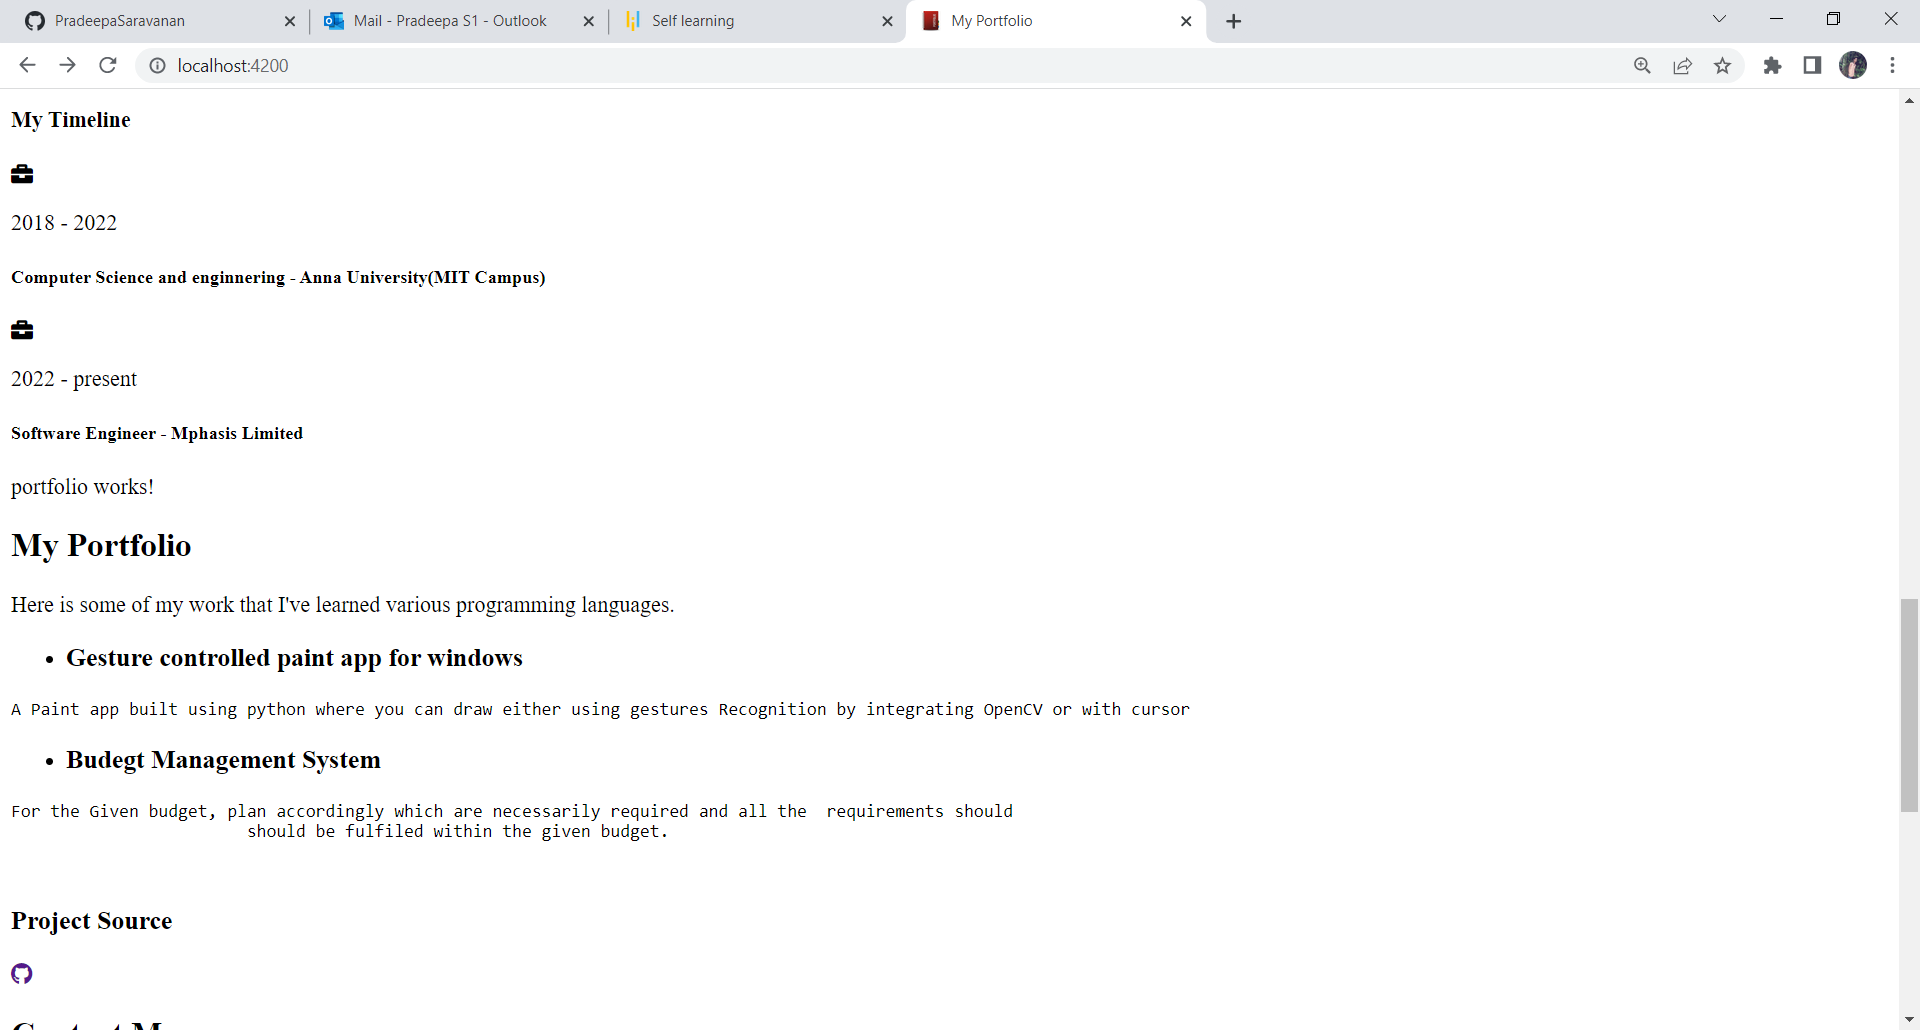 PradeepaSaravanan
Mail - Pradeepa S1 - Outlook
Self learning
My Portfolio
localhost:4200
My Timeline
2018 - 2022
Computer Science and enginnering - Anna University(MIT Campus)
2022 - present
Software Engineer - Mphasis Limited
portfolio works!
My Portfolio
Here is some of my work that I've learned various programming languages.
• Gesture controlled paint app for windows
A Paint app built using python where you can draw either using gestures Recognition by integrating OpenCV or with cursor
• Budegt Management System
For the Given budget, plan accordingly which are necessarily required and all the  requirements should
should be fulfiled within the given budget.
Project Source